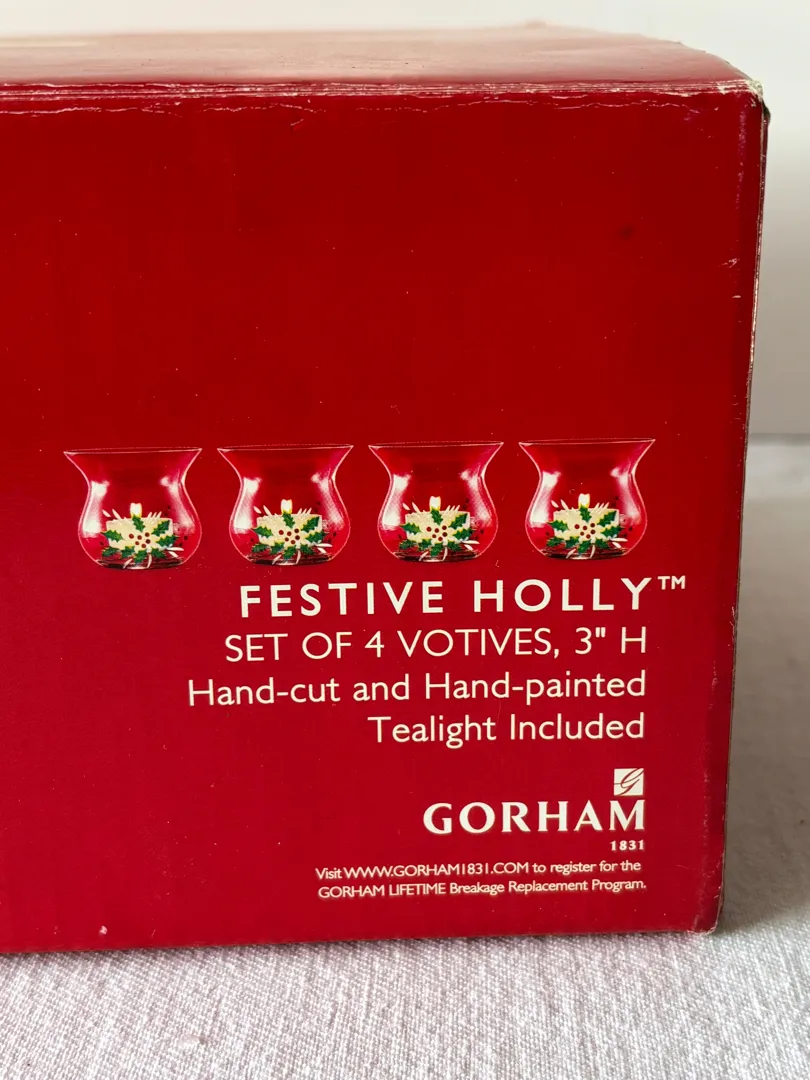 FESTIVE HOLLY™
SET OF 4 VOTIVES, 3" H
Hand-cut and Hand-painted
Tealight Included
G
GORHAM
1831
Visit WWW.GORHAM1831.COM to register for the
GORHAM LIFETIME Breakage Replacement Program.